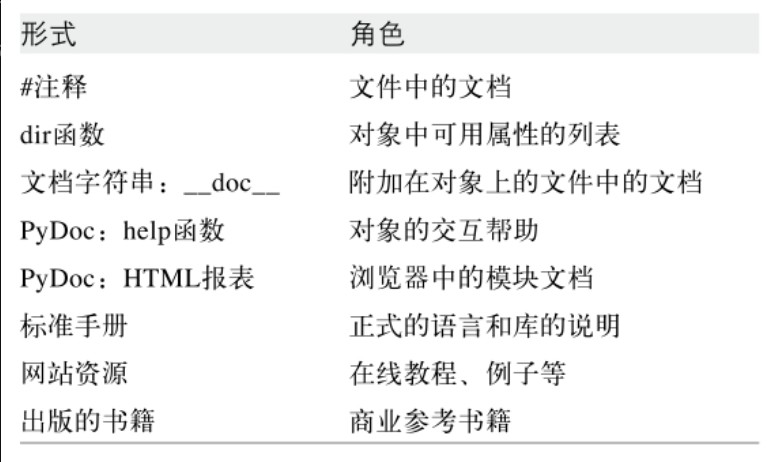 形式 角色
#注释 文件中的文档
dir函数 对象中可用属性的列表
文档字符串：__doc__ 附加在对象上的文件中的文档
PyDoc：help函数 对象的交互帮助
PyDoc：HTML报表 浏览器中的模块文档
标准手册 正式的语言和库的说明
网站资源 在线教程、例子等
出版的书籍 商业参考书籍